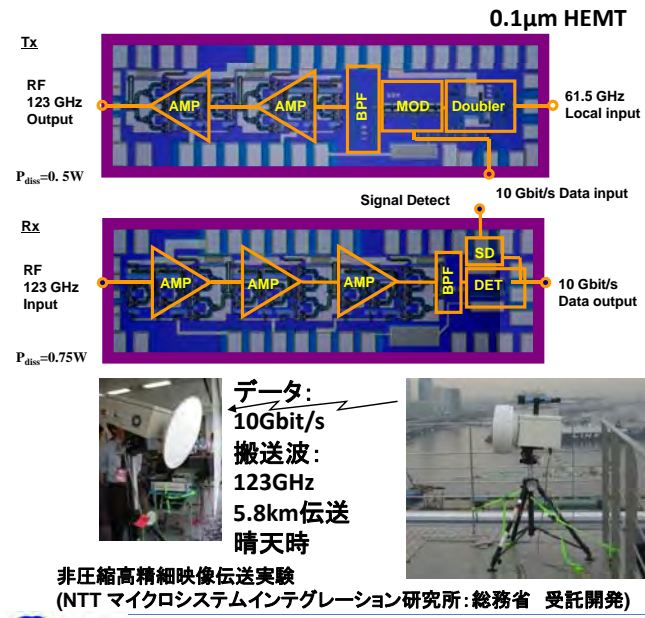 0.1μm HEMT
Tx
RF
123 GHz
Output
AMP
AMP
BPF
MOD
Doubler
61.5 GHz
Local input
Pdiss=0. 5W
10 Gbit/s Data input
Signal Detect
Rx
RF
123 GHz
Input
AMP
AMP
AMP
BPF
SD
DET
10 Gbit/s
Data output
Pdiss=0.75W
データ:
10Gbit/s
搬送波:
123GHz
5.8km伝送
晴天時
非圧縮高精細映像伝送実験
(NTT マイクロシステムインテグレーション研究所:総務省 受託開発)